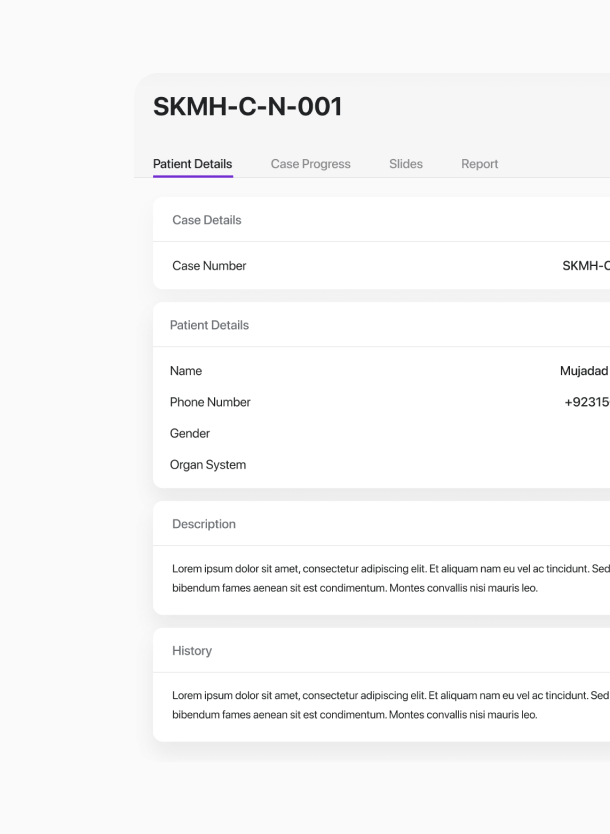 SKMH-C-N-001
Patient Details Case Progress Slides Report
Case Details
Case Number SKMH-C
Patient Details
Name Mujadad
Phone Number +92315
Gender
Organ System
Description
Lorem ipsum dolor sit amet, consectetur adipiscing elit. Et aliquam nam eu vel ac tincidunt. Sed
bibendum fames aenean sit est condimentum. Montes convallis nisi mauris leo.
History
Lorem ipsum dolor sit amet, consectetur adipiscing elit. Et aliquam nam eu vel ac tincidunt. Sed
bibendum fames aenean sit est condimentum. Montes convallis nisi mauris leo.